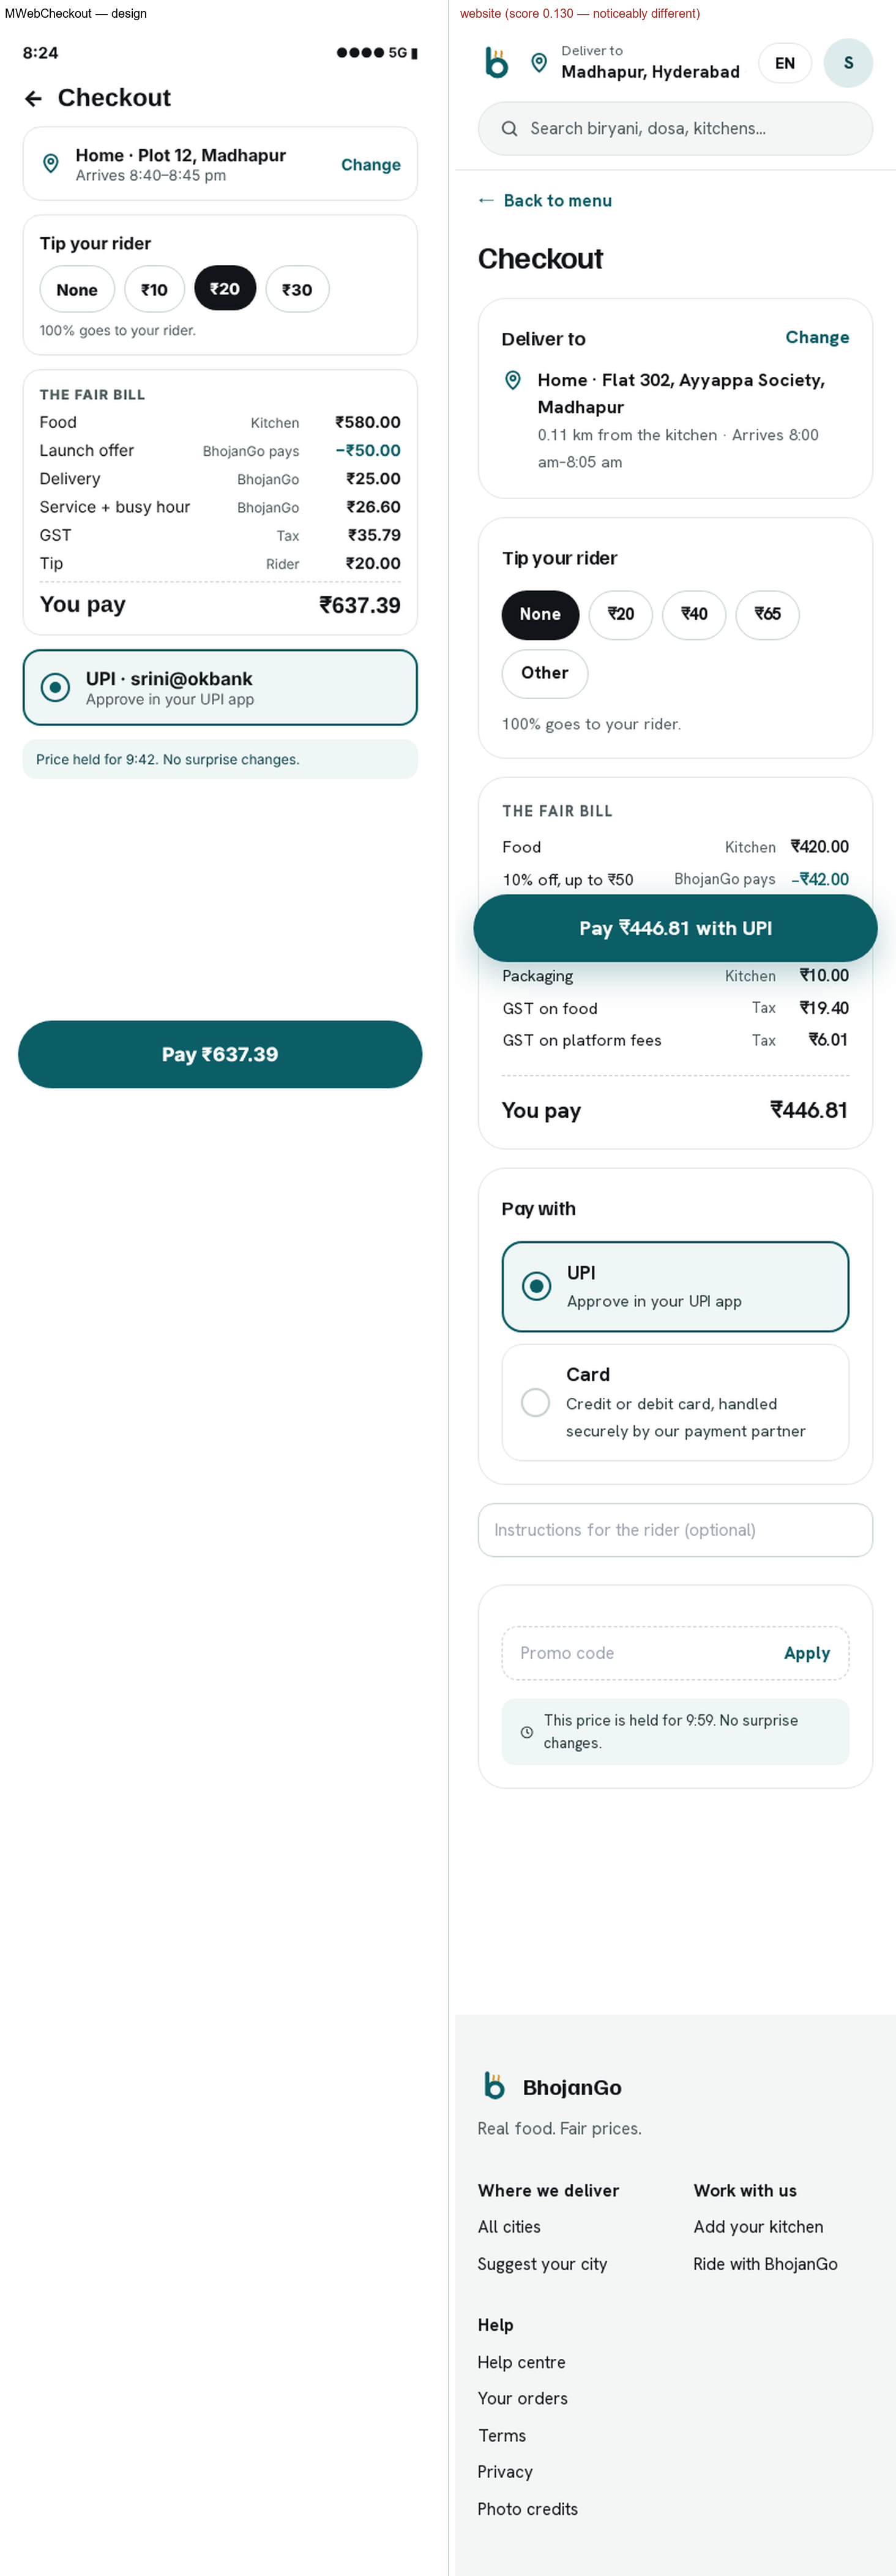 MWebCheckout — design
8:24
5G
← Checkout
Home · Plot 12, Madhapur
Arrives 8:40–8:45 pm
Change
Tip your rider
None
₹10
₹20
₹30
100% goes to your rider.
THE FAIR BILL
Food Kitchen ₹580.00
Launch offer BhojanGo pays −₹50.00
Delivery BhojanGo ₹25.00
Service + busy hour BhojanGo ₹26.60
GST Tax ₹35.79
Tip Rider ₹20.00
You pay ₹637.39
UPI · srini@okbank
Approve in your UPI app
Price held for 9:42. No surprise changes.
Pay ₹637.39
website (score 0.130 — noticeably different)
Deliver to
Madhapur, Hyderabad
EN
S
Search biryani, dosa, kitchens...
← Back to menu
Checkout
Deliver to
Change
Home · Flat 302, Ayyappa Society,
Madhapur
0.11 km from the kitchen · Arrives 8:00
am–8:05 am
Tip your rider
None
₹20
₹40
₹65
Other
100% goes to your rider.
THE FAIR BILL
Food Kitchen ₹420.00
10% off, up to ₹50 BhojanGo pays −₹42.00
Pay ₹446.81 with UPI
Packaging Kitchen ₹10.00
GST on food Tax ₹19.40
GST on platform fees Tax ₹6.01
You pay ₹446.81
Pay with
UPI
Approve in your UPI app
Card
Credit or debit card, handled
securely by our payment partner
Instructions for the rider (optional)
Promo code
Apply
This price is held for 9:59. No surprise
changes.
BhojanGo
Real food. Fair prices.
Where we deliver
All cities
Suggest your city
Work with us
Add your kitchen
Ride with BhojanGo
Help
Help centre
Your orders
Terms
Privacy
Photo credits